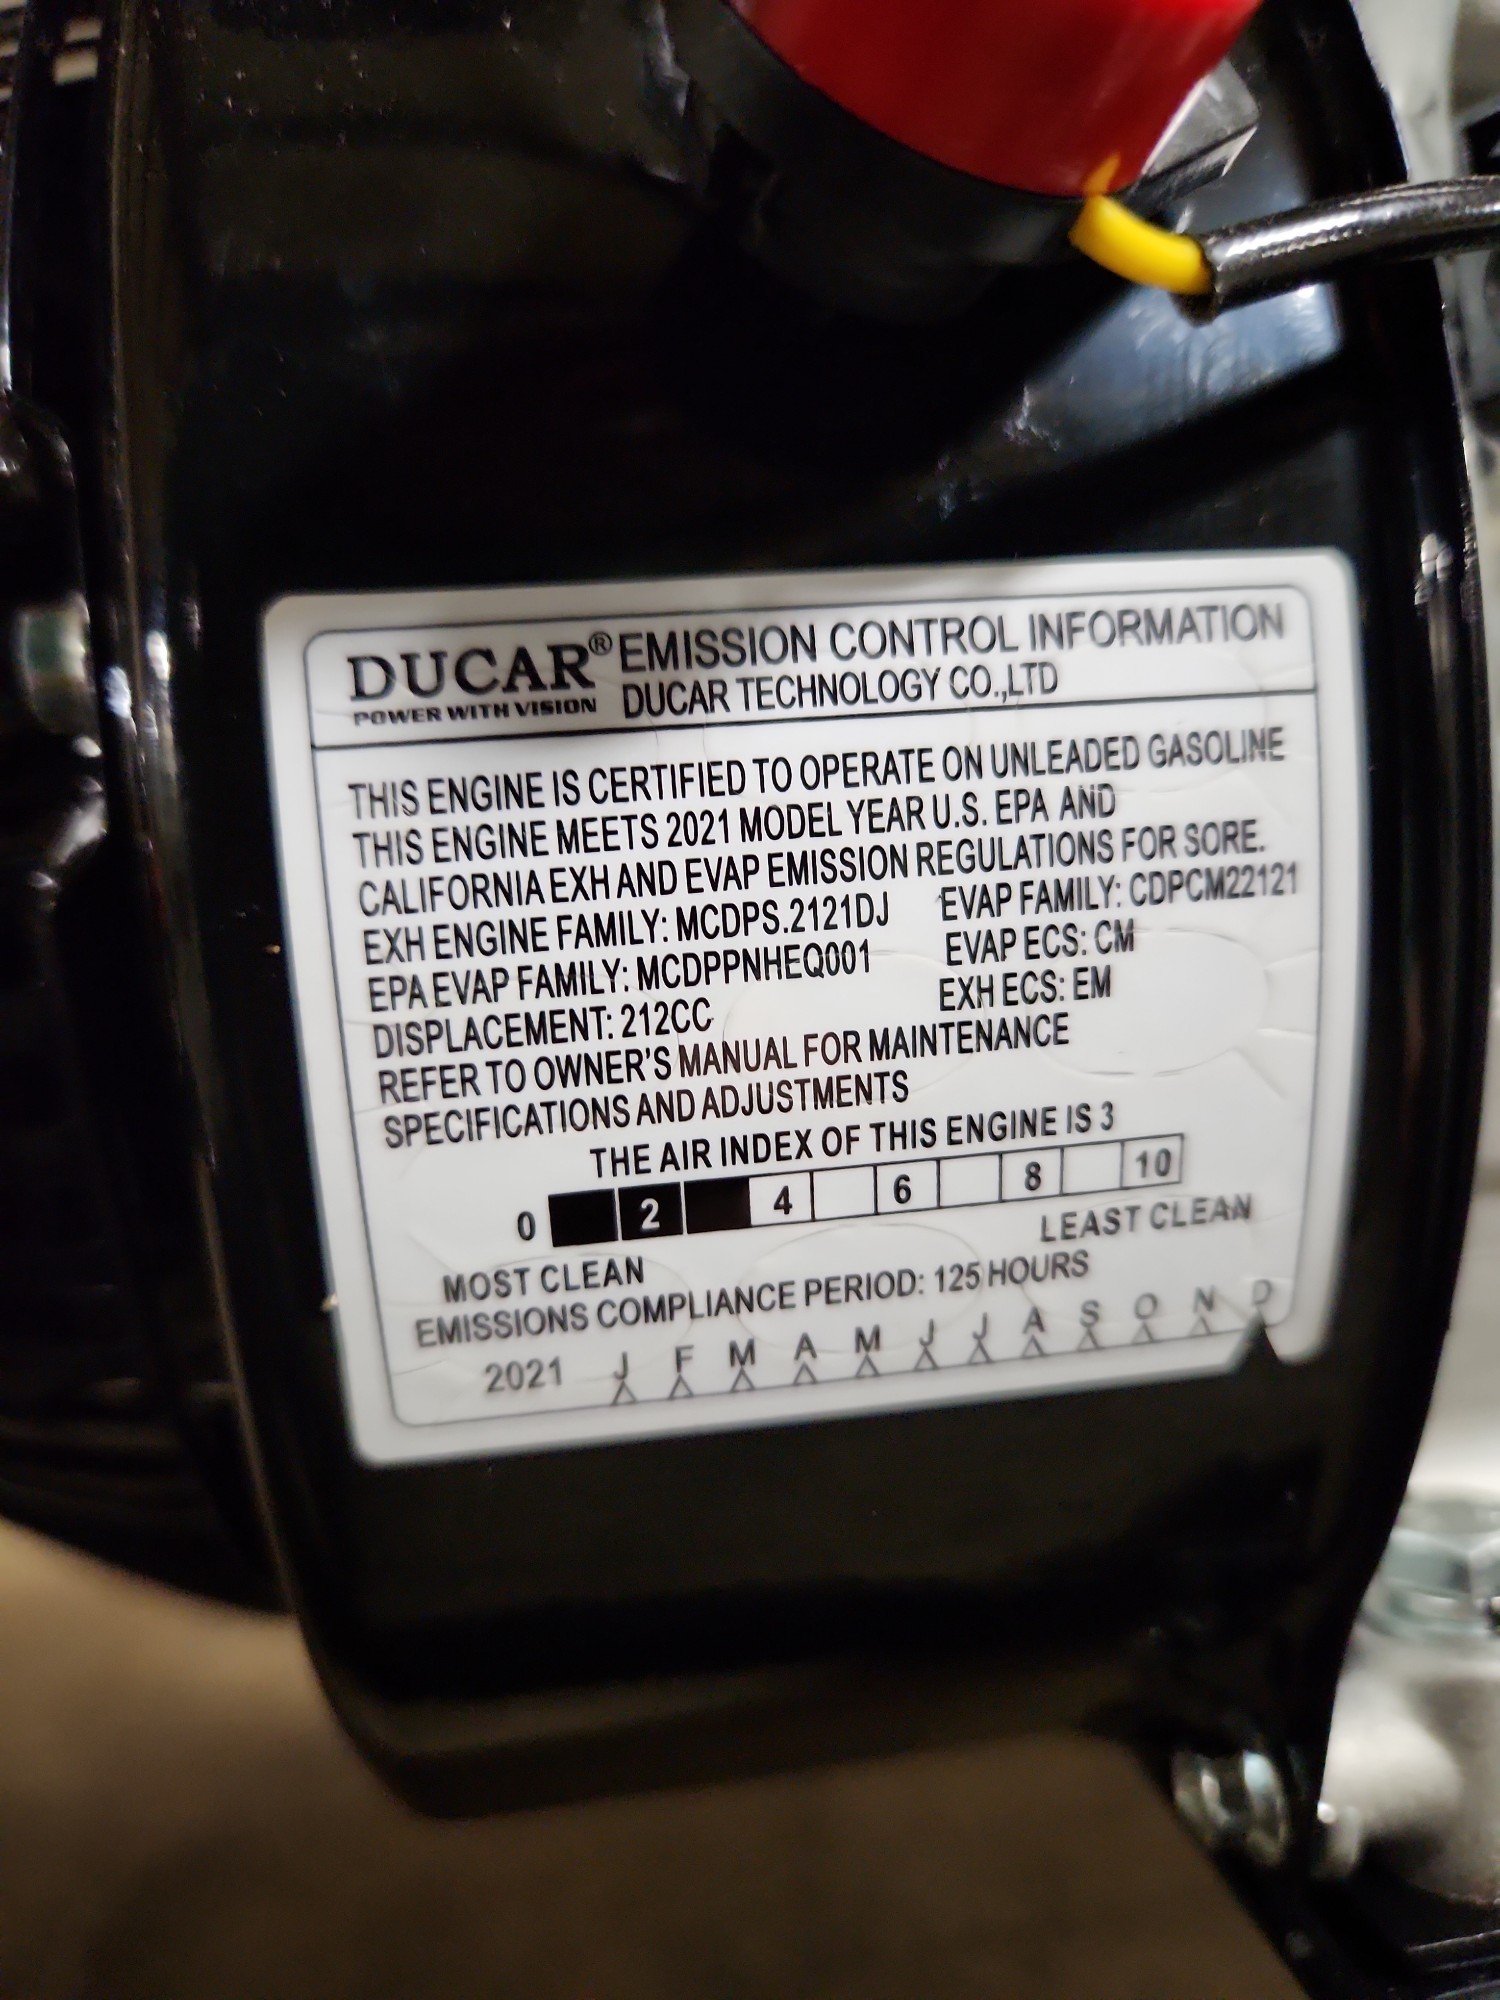 DUCAR® EMISSION CONTROL INFORMATION
POWER WITH VISION DUCAR TECHNOLOGY CO.,LTD
THIS ENGINE IS CERTIFIED TO OPERATE ON UNLEADED GASOLINE
THIS ENGINE MEETS 2021 MODEL YEAR U.S. EPA AND
CALIFORNIA EXH AND EVAP EMISSION REGULATIONS FOR SORE.
EXH ENGINE FAMILY: MCDPS.2121DJ EVAP FAMILY: CDPCM22121
EPA EVAP FAMILY: MCDPPNHEQ001 EVAP ECS: CM
DISPLACEMENT: 212CC EXH ECS: EM
REFER TO OWNER'S MANUAL FOR MAINTENANCE
SPECIFICATIONS AND ADJUSTMENTS
THE AIR INDEX OF THIS ENGINE IS 3
0 2 4 6 8 10
MOST CLEAN LEAST CLEAN
EMISSIONS COMPLIANCE PERIOD: 125 HOURS
2021 J F M A M J J A S O N D